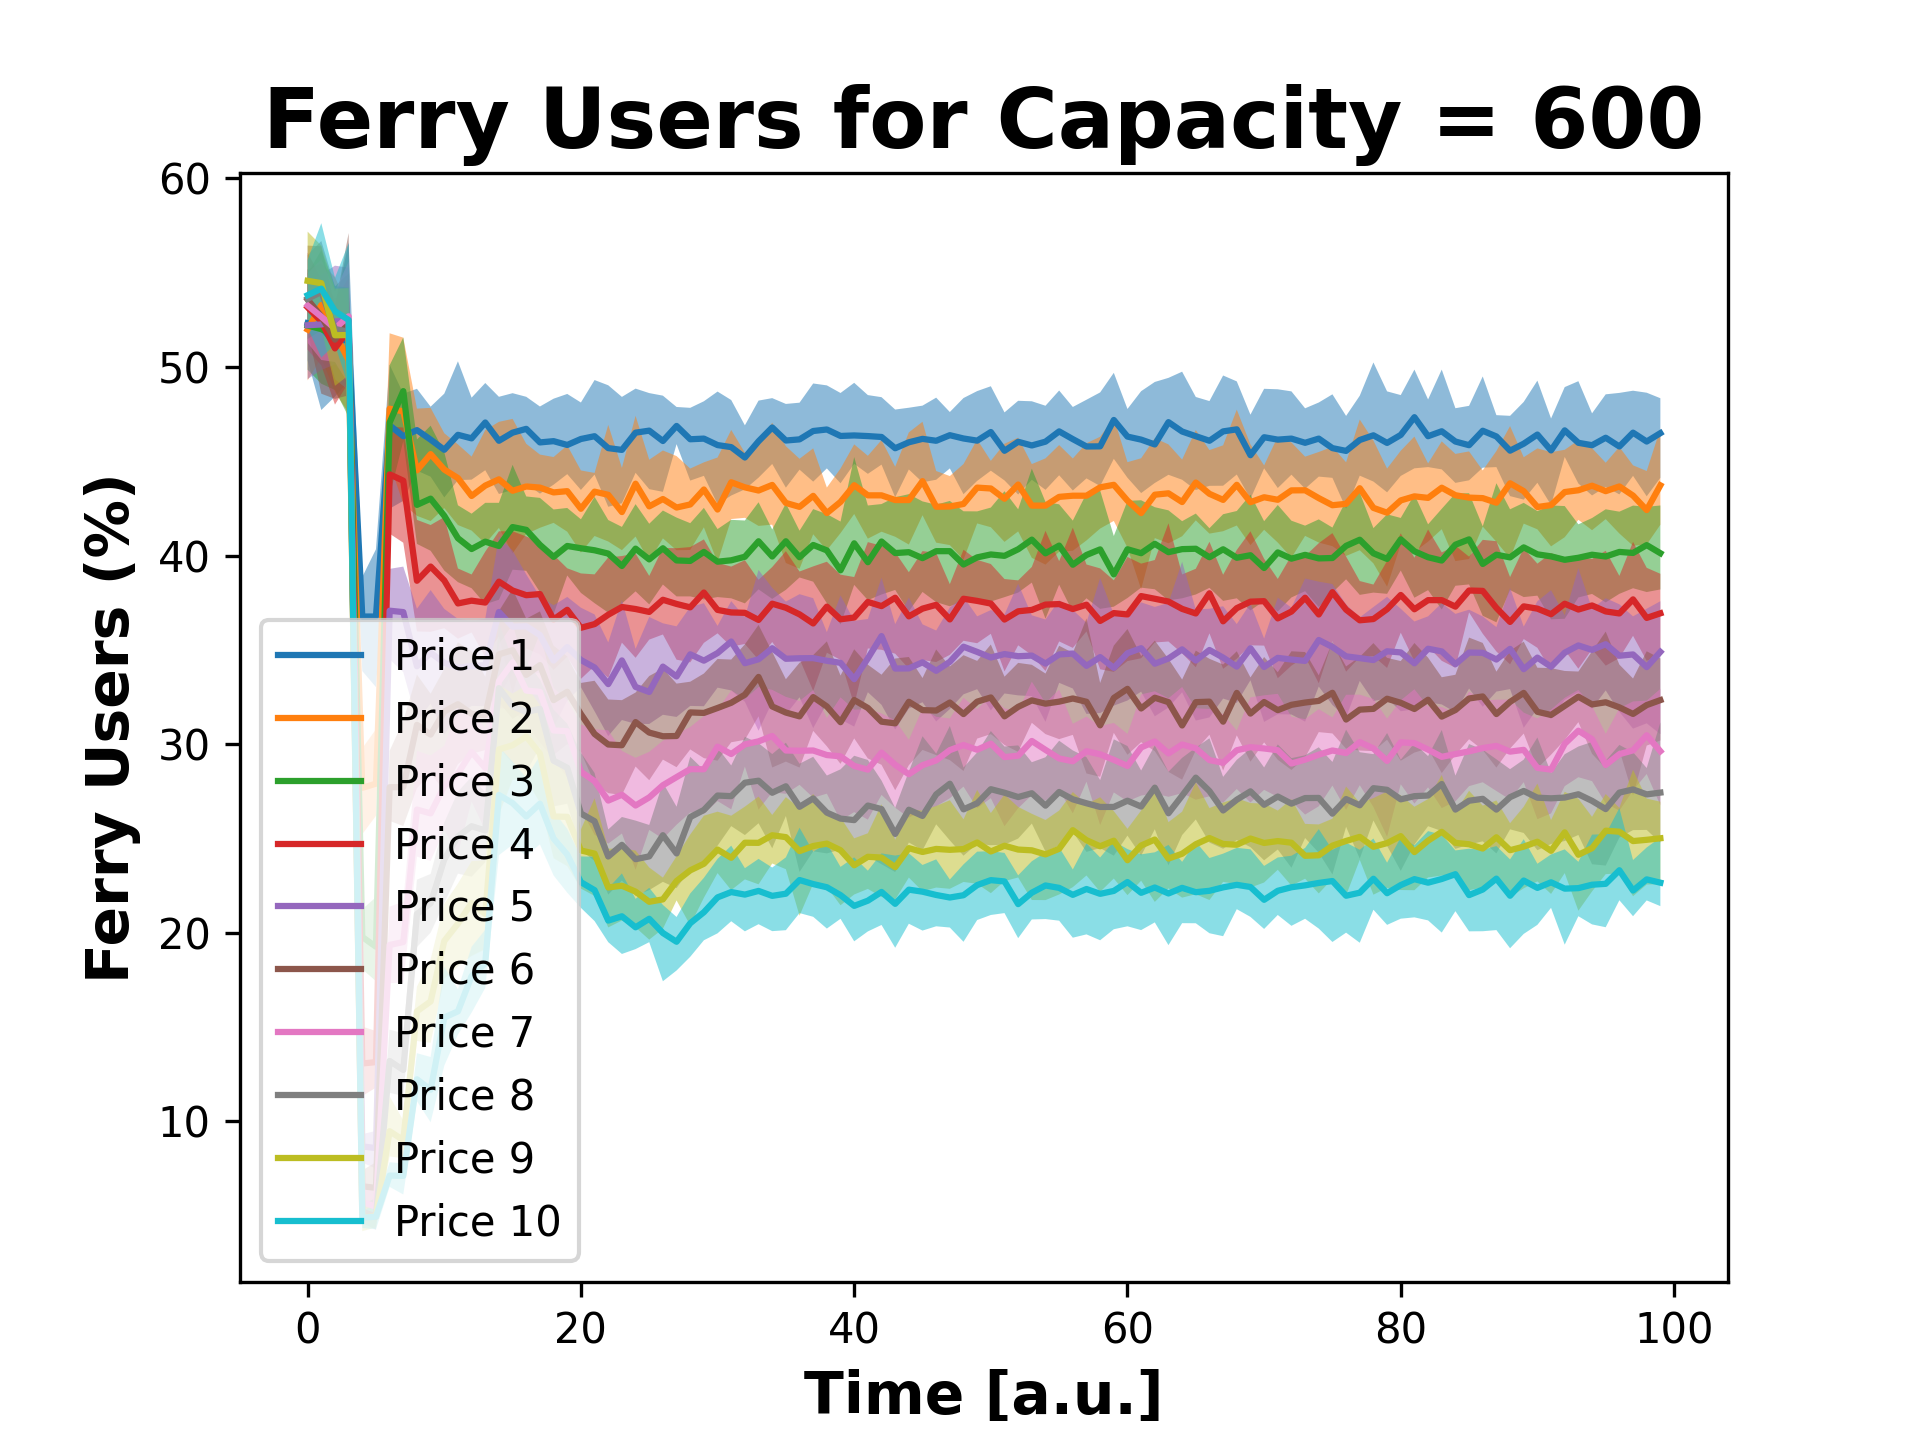 Ferry Users for Capacity = 600
60
50
40
30
20
10
Ferry Users (%)
Price 1
Price 2
Price 3
Price 4
Price 5
Price 6
Price 7
Price 8
Price 9
Price 10
0 20 40 60 80 100
Time [a.u.]